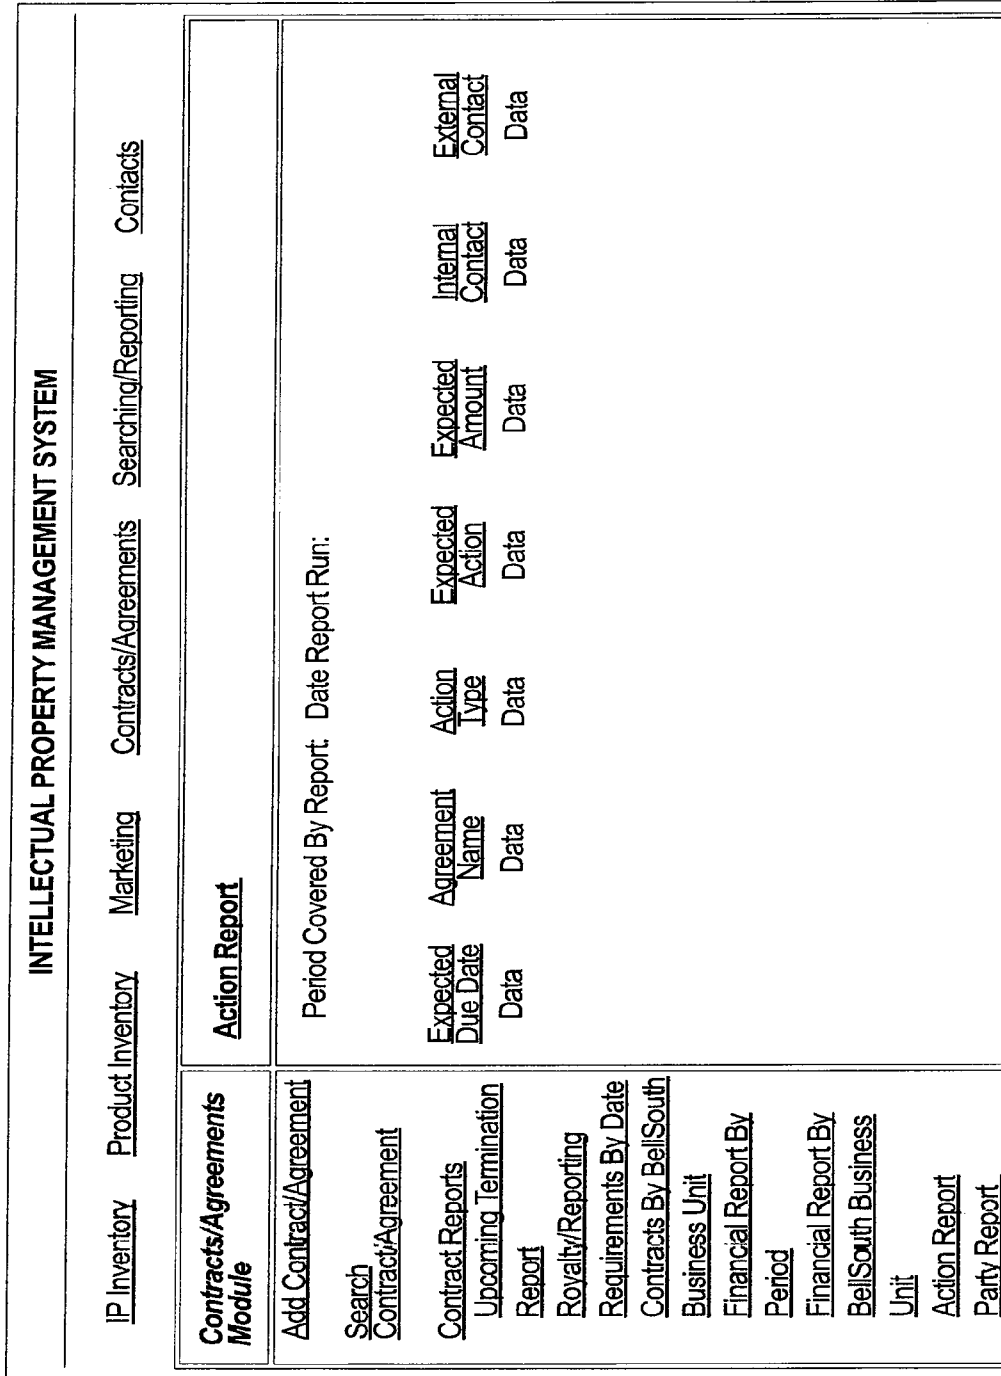 INTELLECTUAL PROPERTY MANAGEMENT SYSTEM
IP Inventory Product Inventory Marketing Contracts/Agreements Searching/Reporting Contacts
Contracts/Agreements
Module
Action Report
Add Contract/Agreement
Search
Contract/Agreement
Contract Reports
Upcoming Termination
Report
Royalty/Reporting
Requirements By Date
Contracts By BellSouth
Business Unit
Financial Report By
Period
Financial Report By
BellSouth Business
Unit
Action Report
Party Report
Period Covered By Report: Date Report Run:
Expected Agreement Action Expected Expected Internal External
Due Date Name Type Action Amount Contact Contact
Data Data Data Data Data Data Data